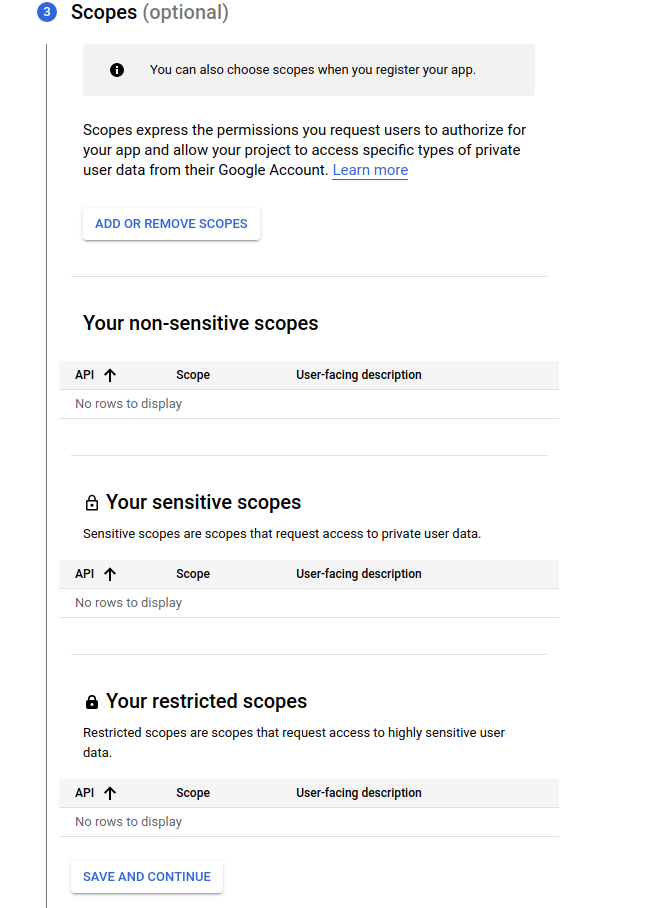 3 Scopes (optional)
You can also choose scopes when you register your app.
Scopes express the permissions you request users to authorize for
your app and allow your project to access specific types of private
user data from their Google Account. Learn more
ADD OR REMOVE SCOPES
Your non-sensitive scopes
API Scope User-facing description
No rows to display
Your sensitive scopes
Sensitive scopes are scopes that request access to private user data.
API Scope User-facing description
No rows to display
Your restricted scopes
Restricted scopes are scopes that request access to highly sensitive user
data.
API Scope User-facing description
No rows to display
SAVE AND CONTINUE